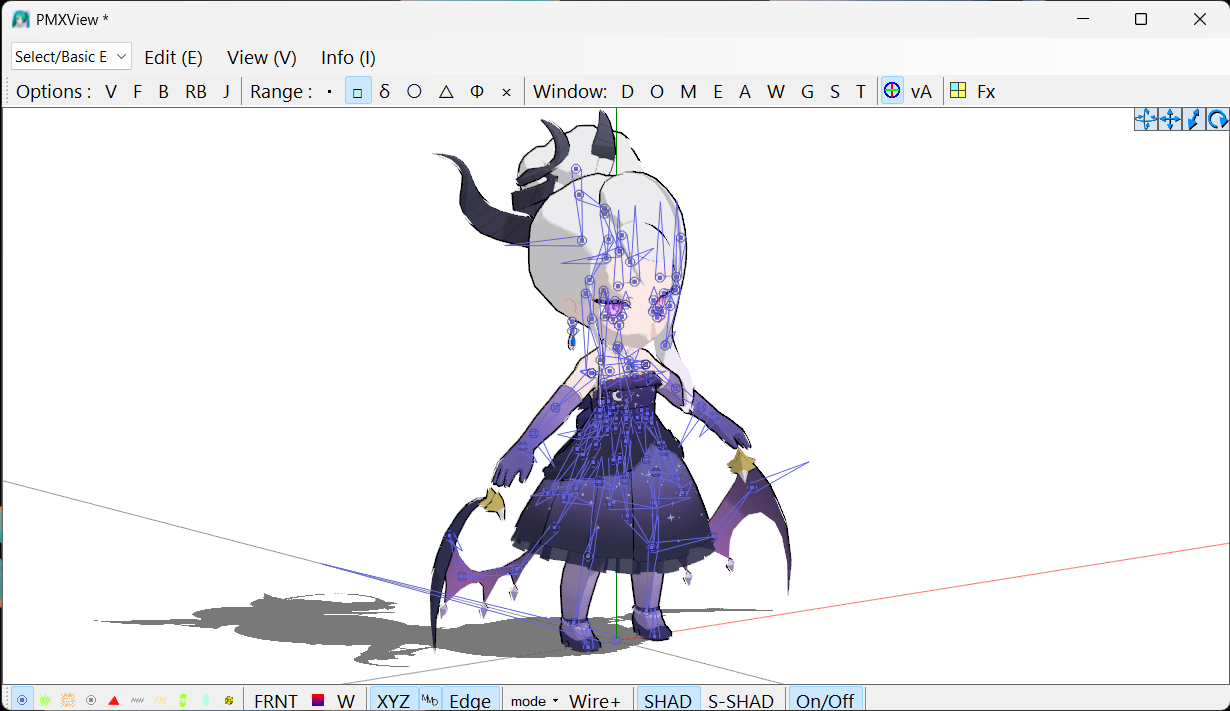 PMXView *
Select/Basic E Edit (E) View (V) Info (I)
Options : V F B RB J Range : · □ δ ○ △ Φ × Window: D O M E A W G S T vA Fx
FRNT W XYZ MMD Edge mode Wire+ SHAD S-SHAD On/Off